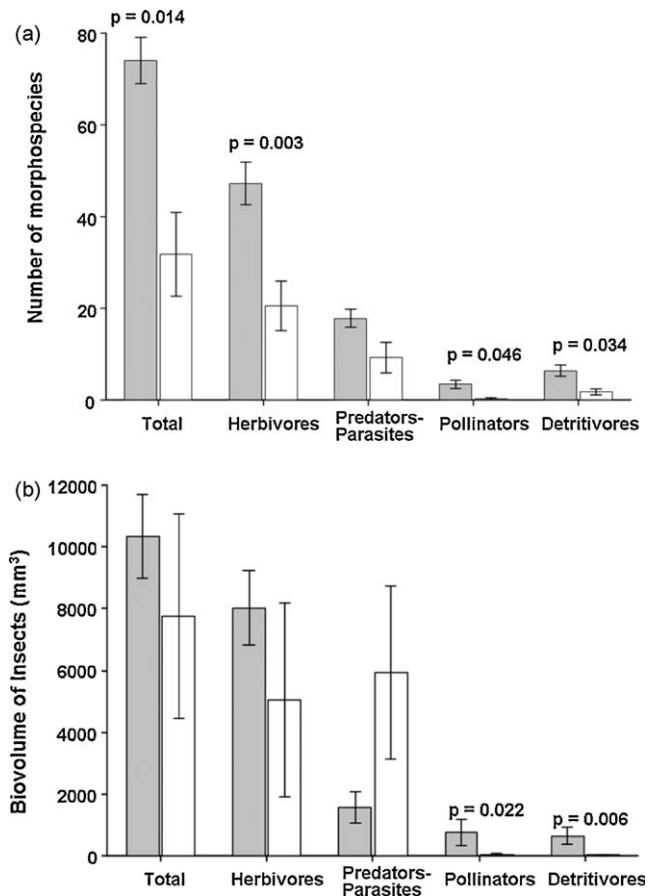 (a)
p = 0.014
80
p = 0.003
60
40
20
p = 0.046
p = 0.034
0
Number of morphospecies
Total
Herbivores
Predators-
Parasites
Pollinators
Detritivores
(b)
12000
10000
8000
6000
4000
2000
p = 0.022
p = 0.006
0
Biovolume of Insects (mm³)
Total
Herbivores
Predators-
Parasites
Pollinators
Detritivores